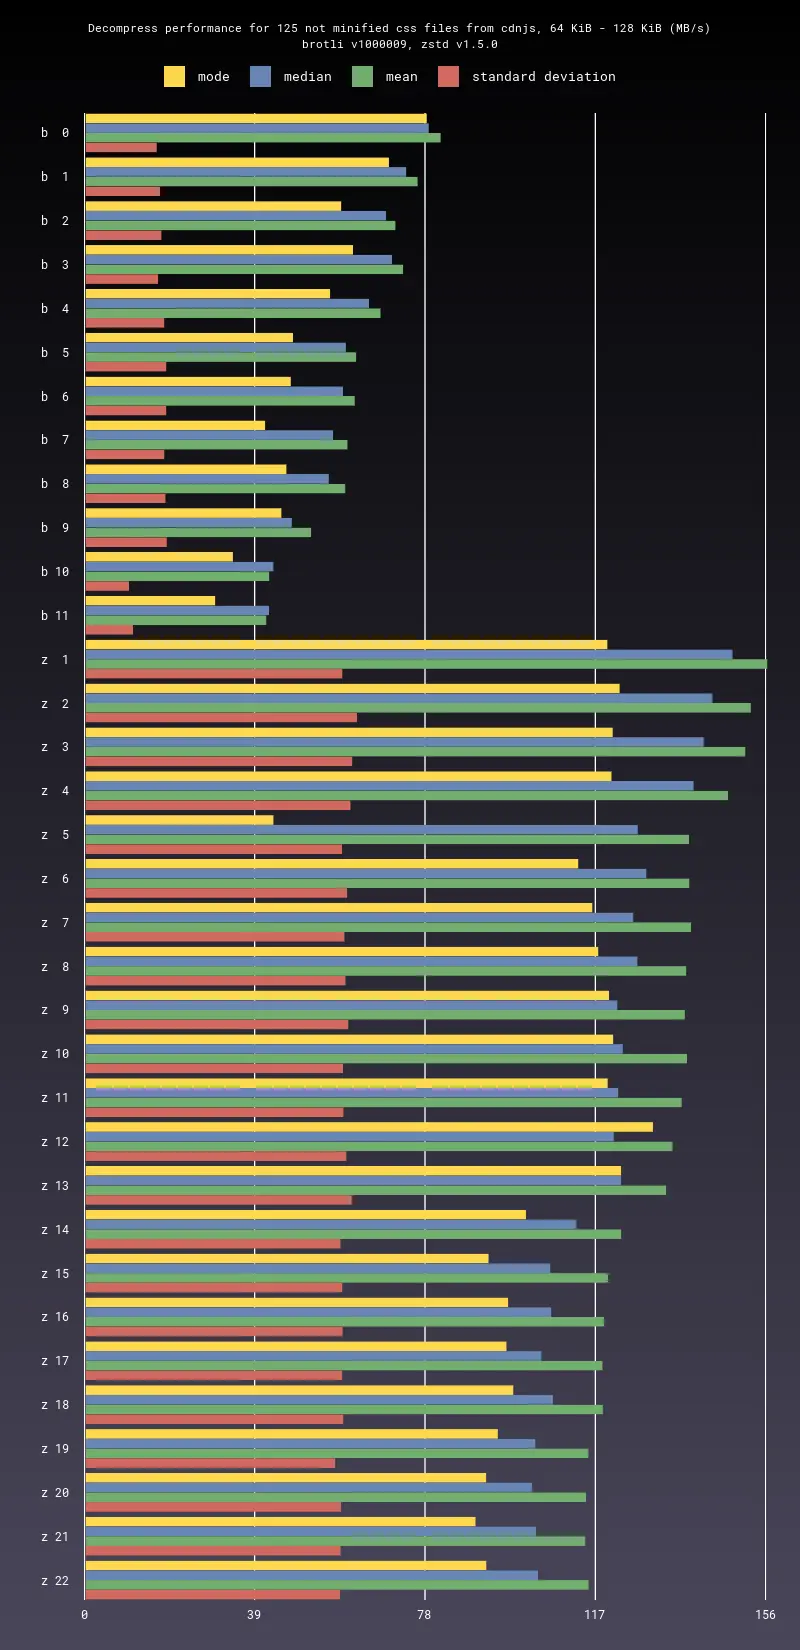 Decompress performance for 125 not minified css files from cdnjs, 64 KiB - 128 KiB (MB/s)
brotli v1000009, zstd v1.5.0
mode median mean standard deviation
b 0
b 1
b 2
b 3
b 4
b 5
b 6
b 7
b 8
b 9
b 10
b 11
z 1
z 2
z 3
z 4
z 5
z 6
z 7
z 8
z 9
z 10
z 11
z 12
z 13
z 14
z 15
z 16
z 17
z 18
z 19
z 20
z 21
z 22
0 39 78 117 156